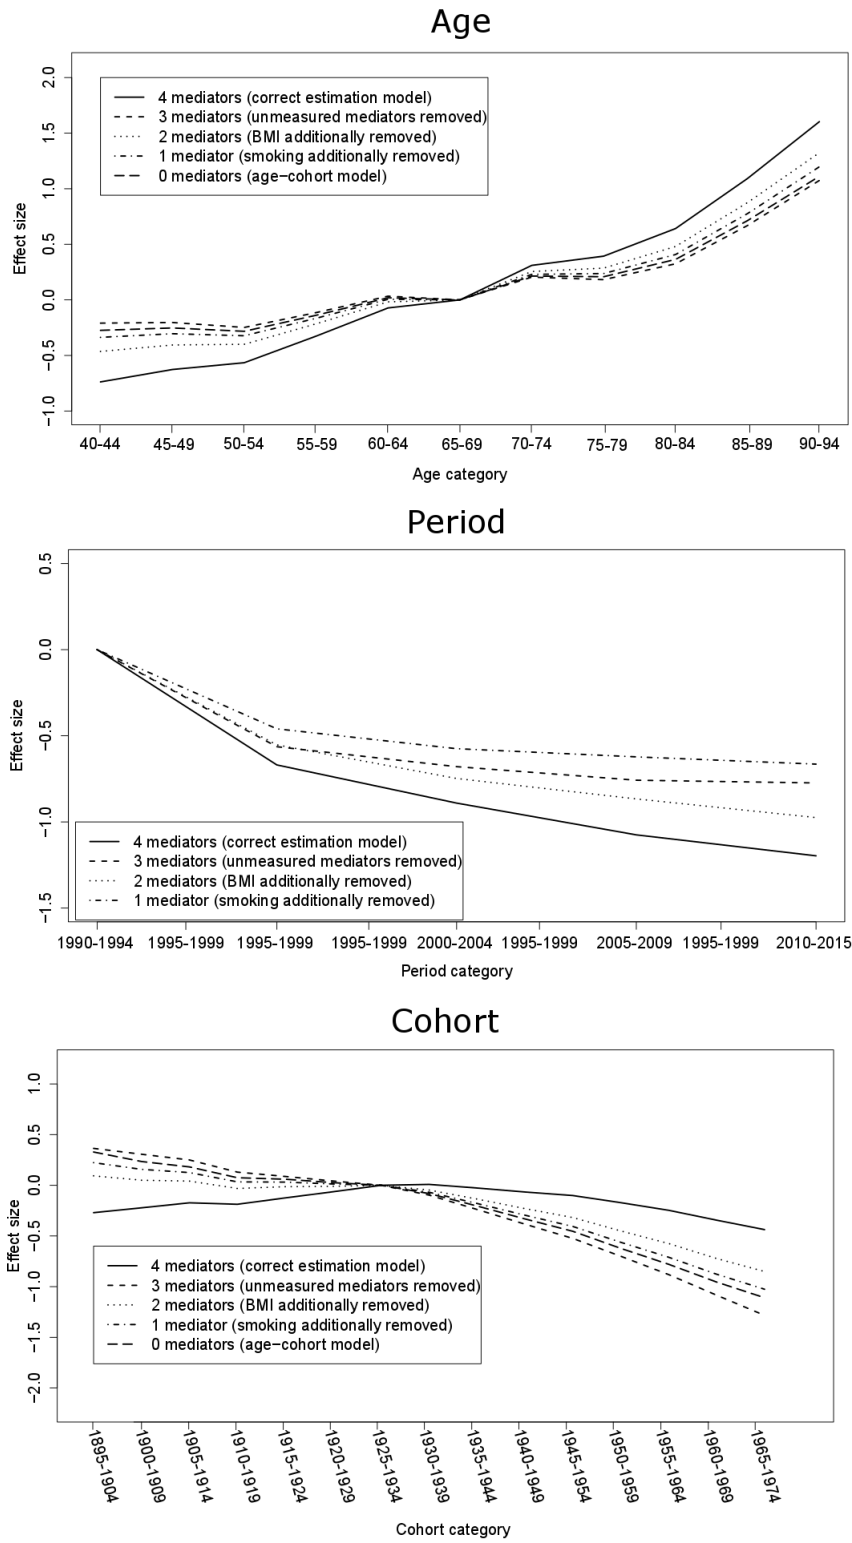 Age
2.0
1.5
1.0
0.5
0.0
−0.5
−1.0
Effect size
4 mediators (correct estimation model)
3 mediators (unmeasured mediators removed)
2 mediators (BMI additionally removed)
1 mediator (smoking additionally removed)
0 mediators (age−cohort model)
40-44 45-49 50-54 55-59 60-64 65-69 70-74 75-79 80-84 85-89 90-94
Age category
Period
0.5
0.0
−0.5
−1.0
−1.5
Effect size
4 mediators (correct estimation model)
3 mediators (unmeasured mediators removed)
2 mediators (BMI additionally removed)
1 mediator (smoking additionally removed)
1990-1994 1995-1999 1995-1999 1995-1999 2000-2004 1995-1999 2005-2009 1995-1999 2010-2015
Period category
Cohort
1.0
0.5
0.0
−0.5
−1.0
−1.5
−2.0
Effect size
4 mediators (correct estimation model)
3 mediators (unmeasured mediators removed)
2 mediators (BMI additionally removed)
1 mediator (smoking additionally removed)
0 mediators (age−cohort model)
1895-1904 1900-1909 1905-1914 1910-1919 1915-1924 1920-1929 1925-1934 1930-1939 1935-1944 1940-1949 1945-1954 1950-1959 1955-1964 1960-1969 1965-1974
Cohort category